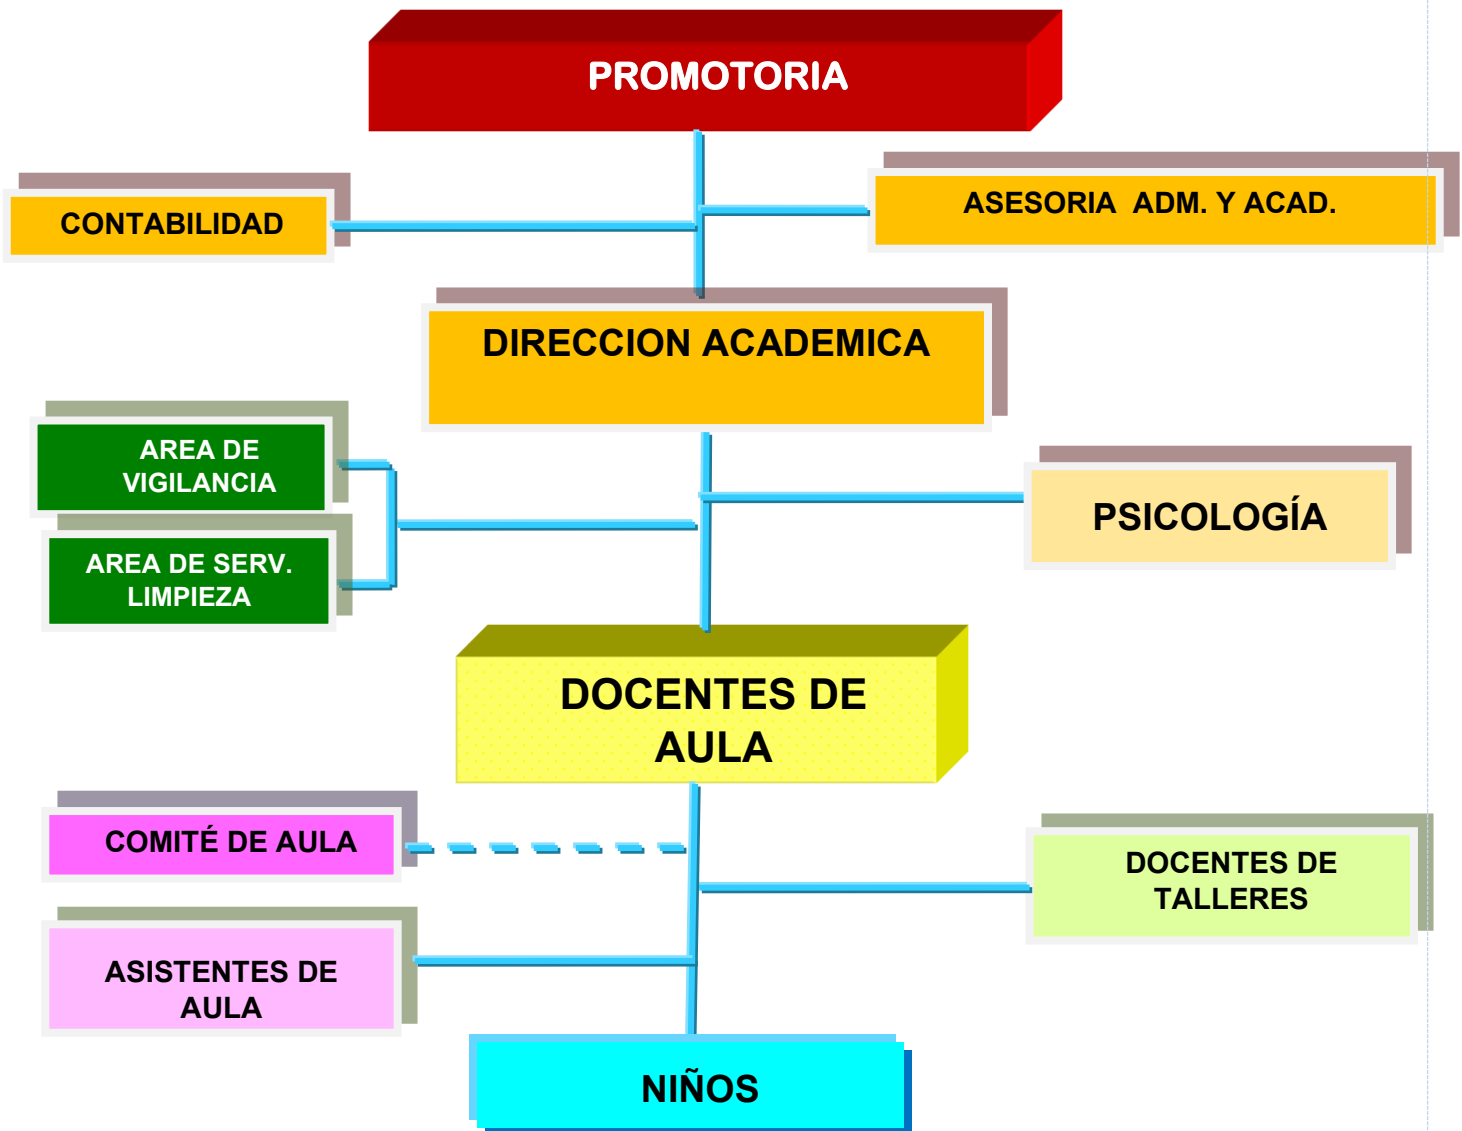 PROMOTORIA
CONTABILIDAD
ASESORIA  ADM. Y ACAD.
DIRECCION ACADEMICA
AREA DE
VIGILANCIA
PSICOLOGÍA
AREA DE SERV.
LIMPIEZA
DOCENTES DE
AULA
COMITÉ DE AULA
DOCENTES DE
TALLERES
ASISTENTES DE
AULA
NIÑOS